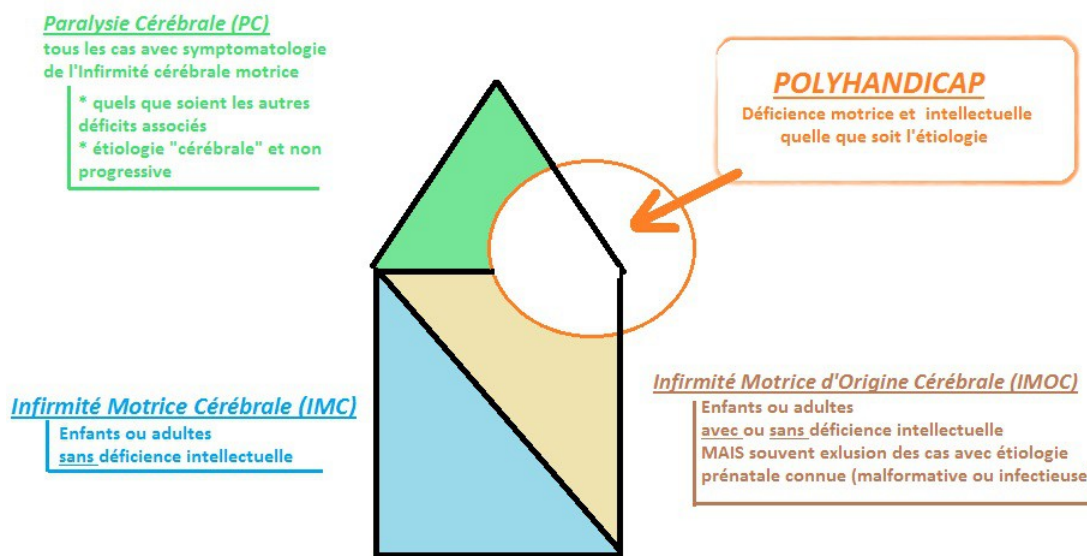 Paralysie Cérébrale (PC)
tous les cas avec symptomatologie
de l'Infirmité cérébrale motrice
* quels que soient les autres
déficits associés
* étiologie "cérébrale" et non
progressive
POLYHANDICAP
Déficience motrice et intellectuelle
quelle que soit l'étiologie
Infirmité Motrice Cérébrale (IMC)
Enfants ou adultes
sans déficience intellectuelle
Infirmité Motrice d'Origine Cérébrale (IMOC)
Enfants ou adultes
avec ou sans déficience intellectuelle
MAIS souvent exlusion des cas avec étiologie
prénatale connue (malformative ou infectieuse